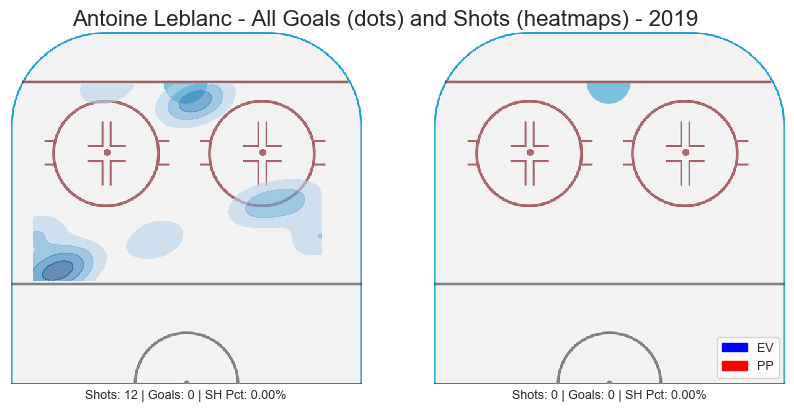 Antoine Leblanc - All Goals (dots) and Shots (heatmaps) - 2019
EV
PP
Shots: 12 | Goals: 0 | SH Pct: 0.00%
Shots: 0 | Goals: 0 | SH Pct: 0.00%